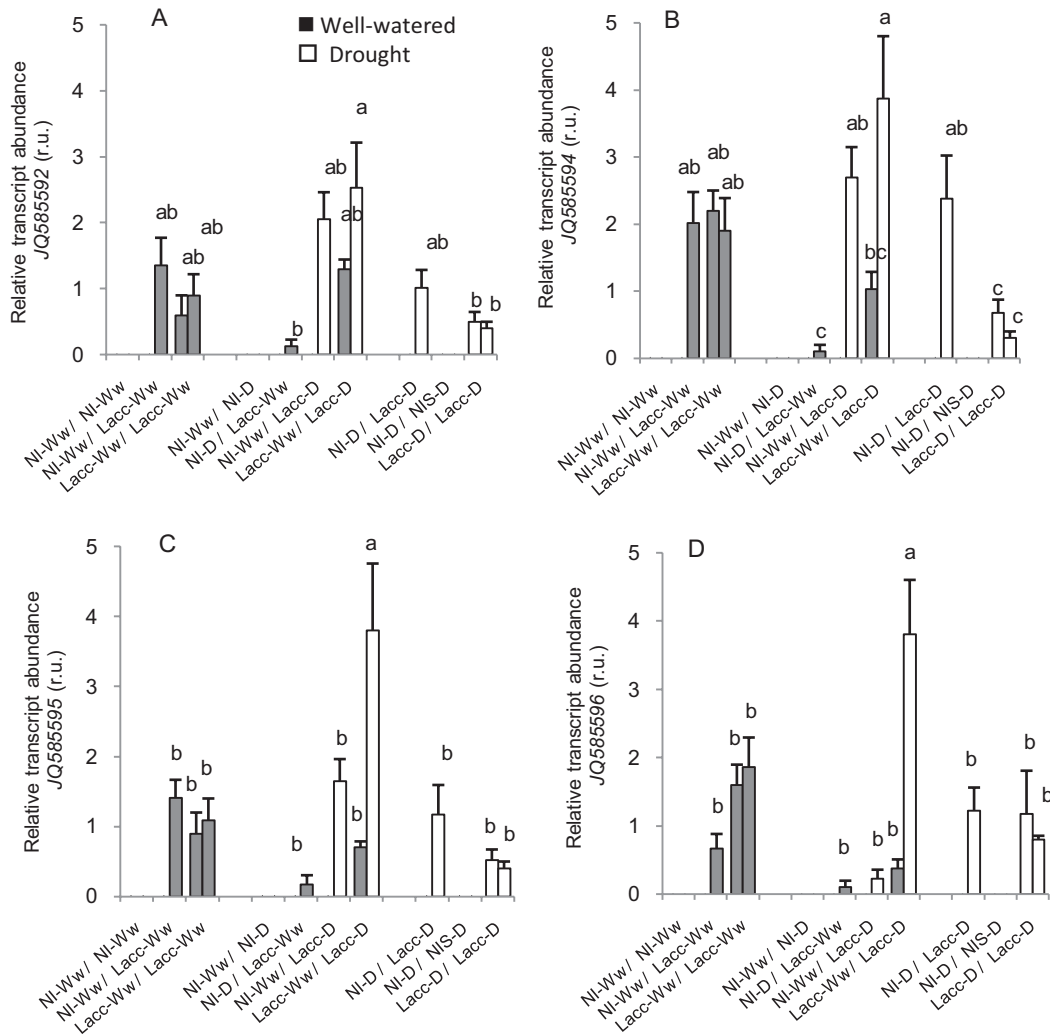 A
Well-watered
Drought
Relative transcript abundance
JQ585592 (r.u.)
5
4
3
2
1
0
ab
ab
ab
b
ab
ab
a
ab
b
b
NI-Ww / NI-Ww
NI-Ww / Lacc-Ww
Lacc-Ww / Lacc-Ww
NI-Ww / NI-D
NI-D / Lacc-Ww
NI-Ww / Lacc-D
Lacc-Ww / Lacc-D
NI-D / Lacc-D
NI-D / NIS-D
Lacc-D / Lacc-D
B
Relative transcript abundance
JQ585594 (r.u.)
5
4
3
2
1
0
ab
ab
ab
c
ab
bc
a
ab
c
c
NI-Ww / NI-Ww
NI-Ww / Lacc-Ww
Lacc-Ww / Lacc-Ww
NI-Ww / NI-D
NI-D / Lacc-Ww
NI-Ww / Lacc-D
Lacc-Ww / Lacc-D
NI-D / Lacc-D
NI-D / NIS-D
Lacc-D / Lacc-D
C
Relative transcript abundance
JQ585595 (r.u.)
5
4
3
2
1
0
b
b
b
b
b
b
a
b
b
b
NI-Ww / NI-Ww
NI-Ww / Lacc-Ww
Lacc-Ww / Lacc-Ww
NI-Ww / NI-D
NI-D / Lacc-Ww
NI-Ww / Lacc-D
Lacc-Ww / Lacc-D
NI-D / Lacc-D
NI-D / NIS-D
Lacc-D / Lacc-D
D
Relative transcript abundance
JQ585596 (r.u.)
5
4
3
2
1
0
b
b
b
b
b
b
a
b
b
b
NI-Ww / NI-Ww
NI-Ww / Lacc-Ww
Lacc-Ww / Lacc-Ww
NI-Ww / NI-D
NI-D / Lacc-Ww
NI-Ww / Lacc-D
Lacc-Ww / Lacc-D
NI-D / Lacc-D
NI-D / NIS-D
Lacc-D / Lacc-D